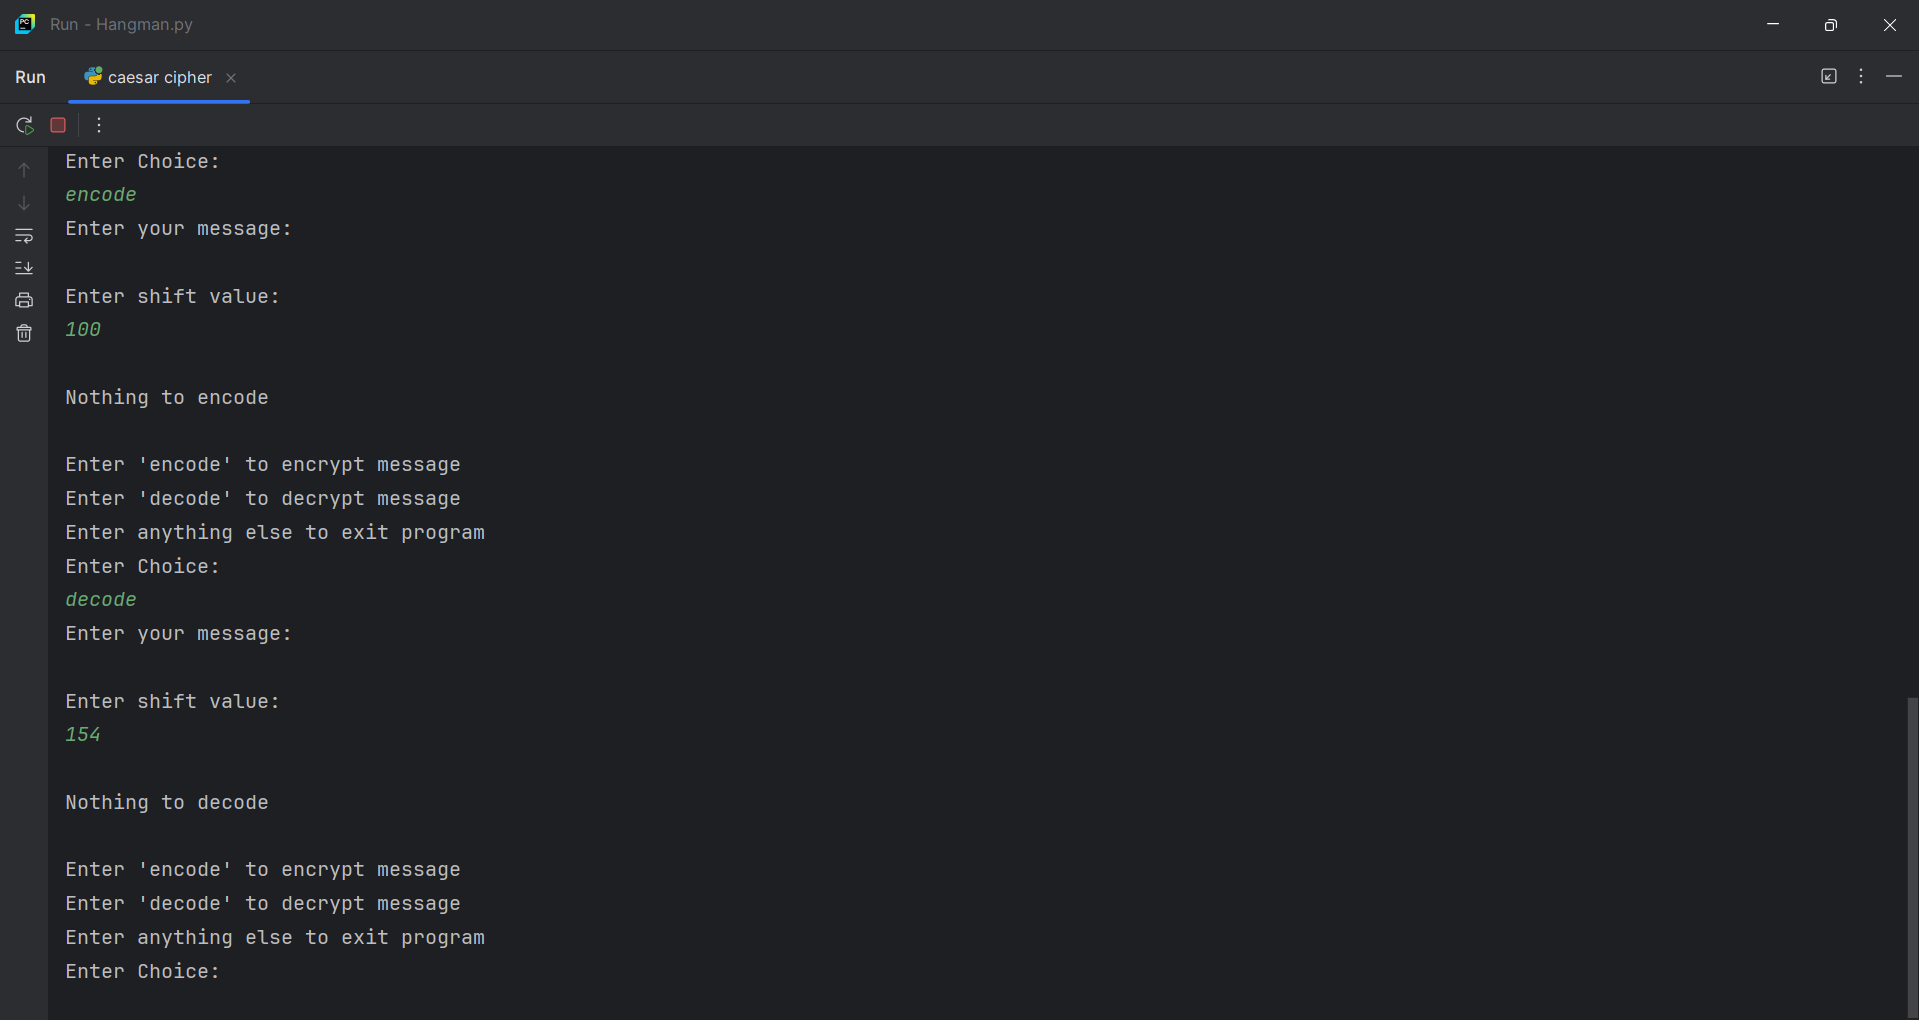 PC
Run - Hangman.py
Run
caesar cipher
Enter Choice:
encode
Enter your message:
Enter shift value:
100
Nothing to encode
Enter 'encode' to encrypt message
Enter 'decode' to decrypt message
Enter anything else to exit program
Enter Choice:
decode
Enter your message:
Enter shift value:
154
Nothing to decode
Enter 'encode' to encrypt message
Enter 'decode' to decrypt message
Enter anything else to exit program
Enter Choice: